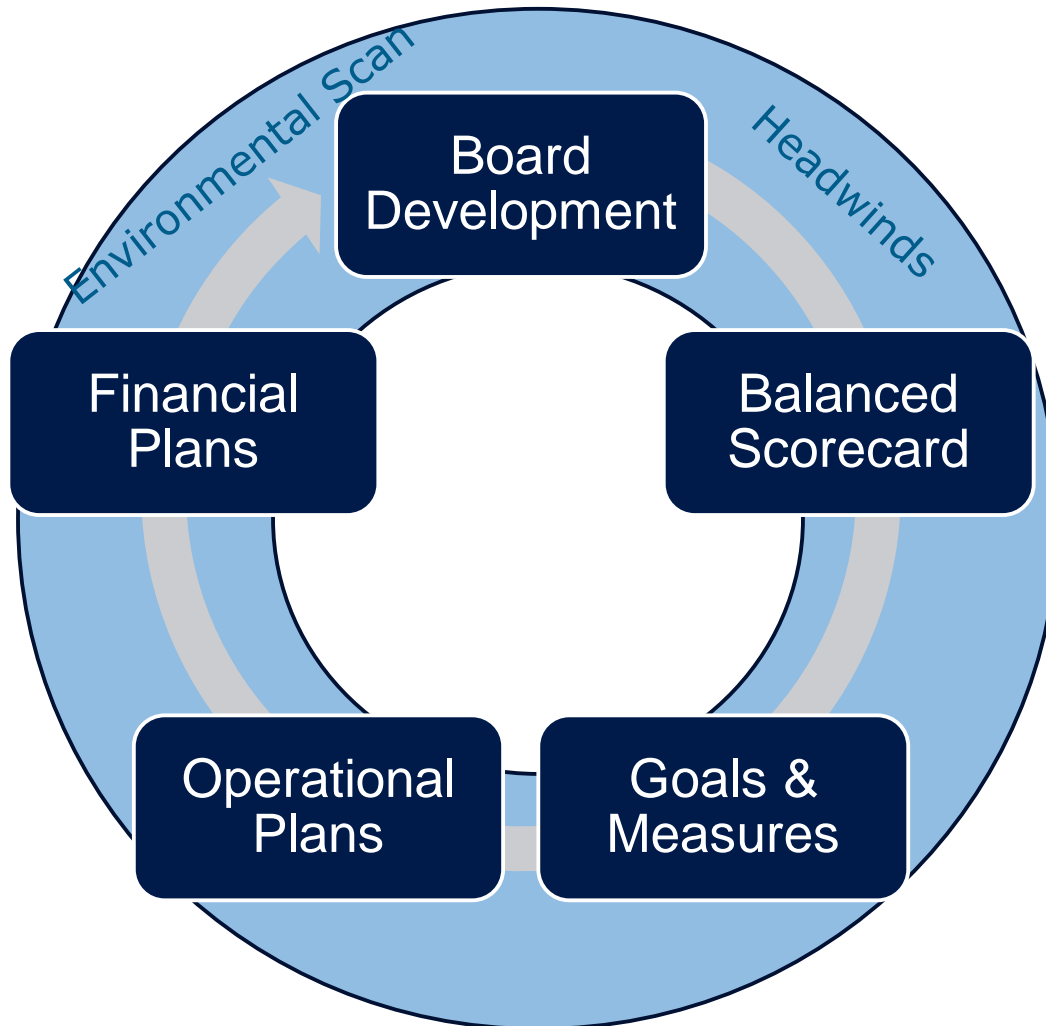 Environmental Scan
Headwinds
Board
Development
Balanced
Scorecard
Goals &
Measures
Operational
Plans
Financial
Plans